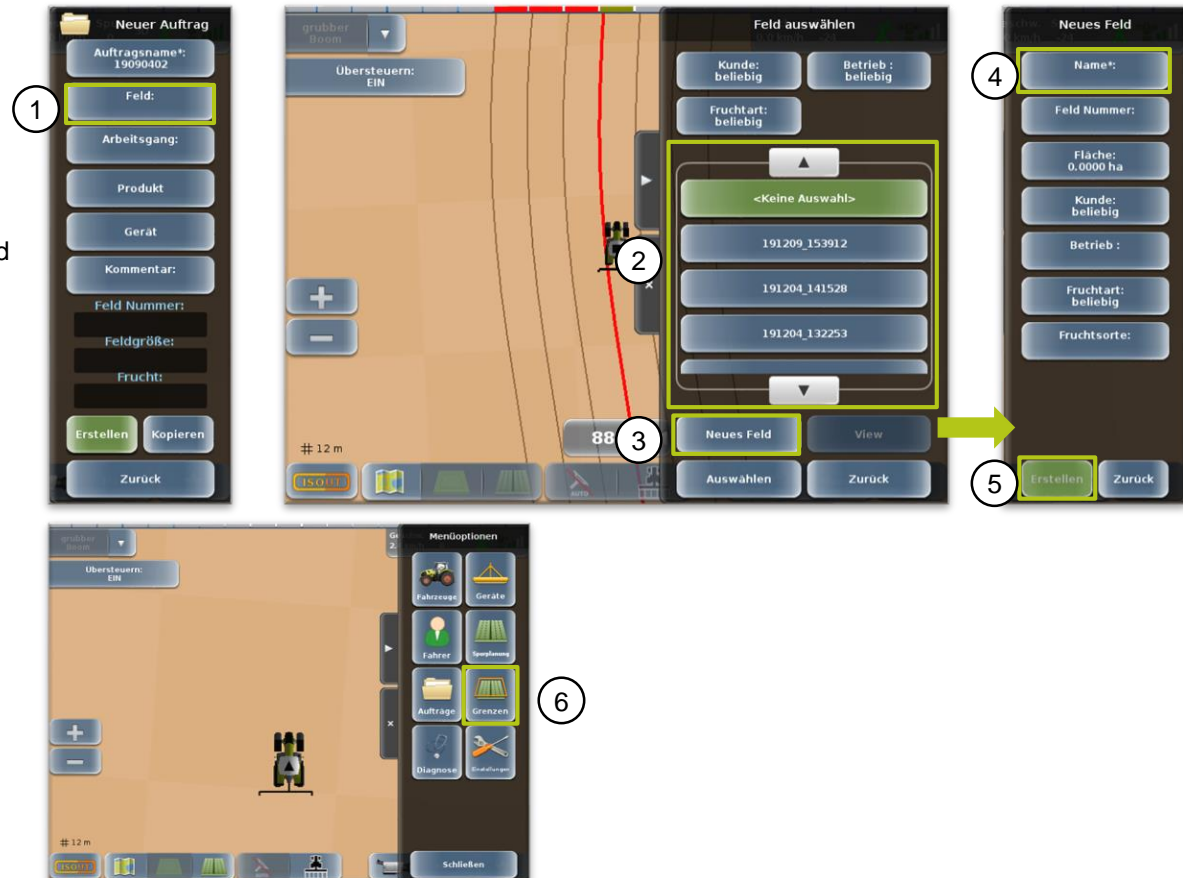 d
Neuer Auftrag
Auftragsname*:
19090402
1
Feld:
Arbeitsgang:
Produkt
Gerät
Kommentar:
Feld Nummer:
Feldgröße:
Frucht:
Erstellen
Kopieren
Zurück
grubber
Boom
Übersteuern:
EIN
# 12 m
88
ISOUT
AUTO
Feld auswählen
Kunde:
beliebig
Betrieb :
beliebig
Fruchtart:
beliebig
<Keine Auswahl>
2
191209_153912
191204_141528
191204_132253
3
Neues Feld
View
Auswählen
Zurück
Neues Feld
4
Name*:
Feld Nummer:
Fläche:
0.0000 ha
Kunde:
beliebig
Betrieb :
Fruchtart:
beliebig
Fruchtsorte:
5
Erstellen
Zurück
grubber
Boom
Übersteuern:
EIN
# 12 m
ISOUT
Menüoptionen
Fahrzeuge
Geräte
Fahrer
Spurplanung
Aufträge
Grenzen
6
Diagnose
Einstellungen
Schließen